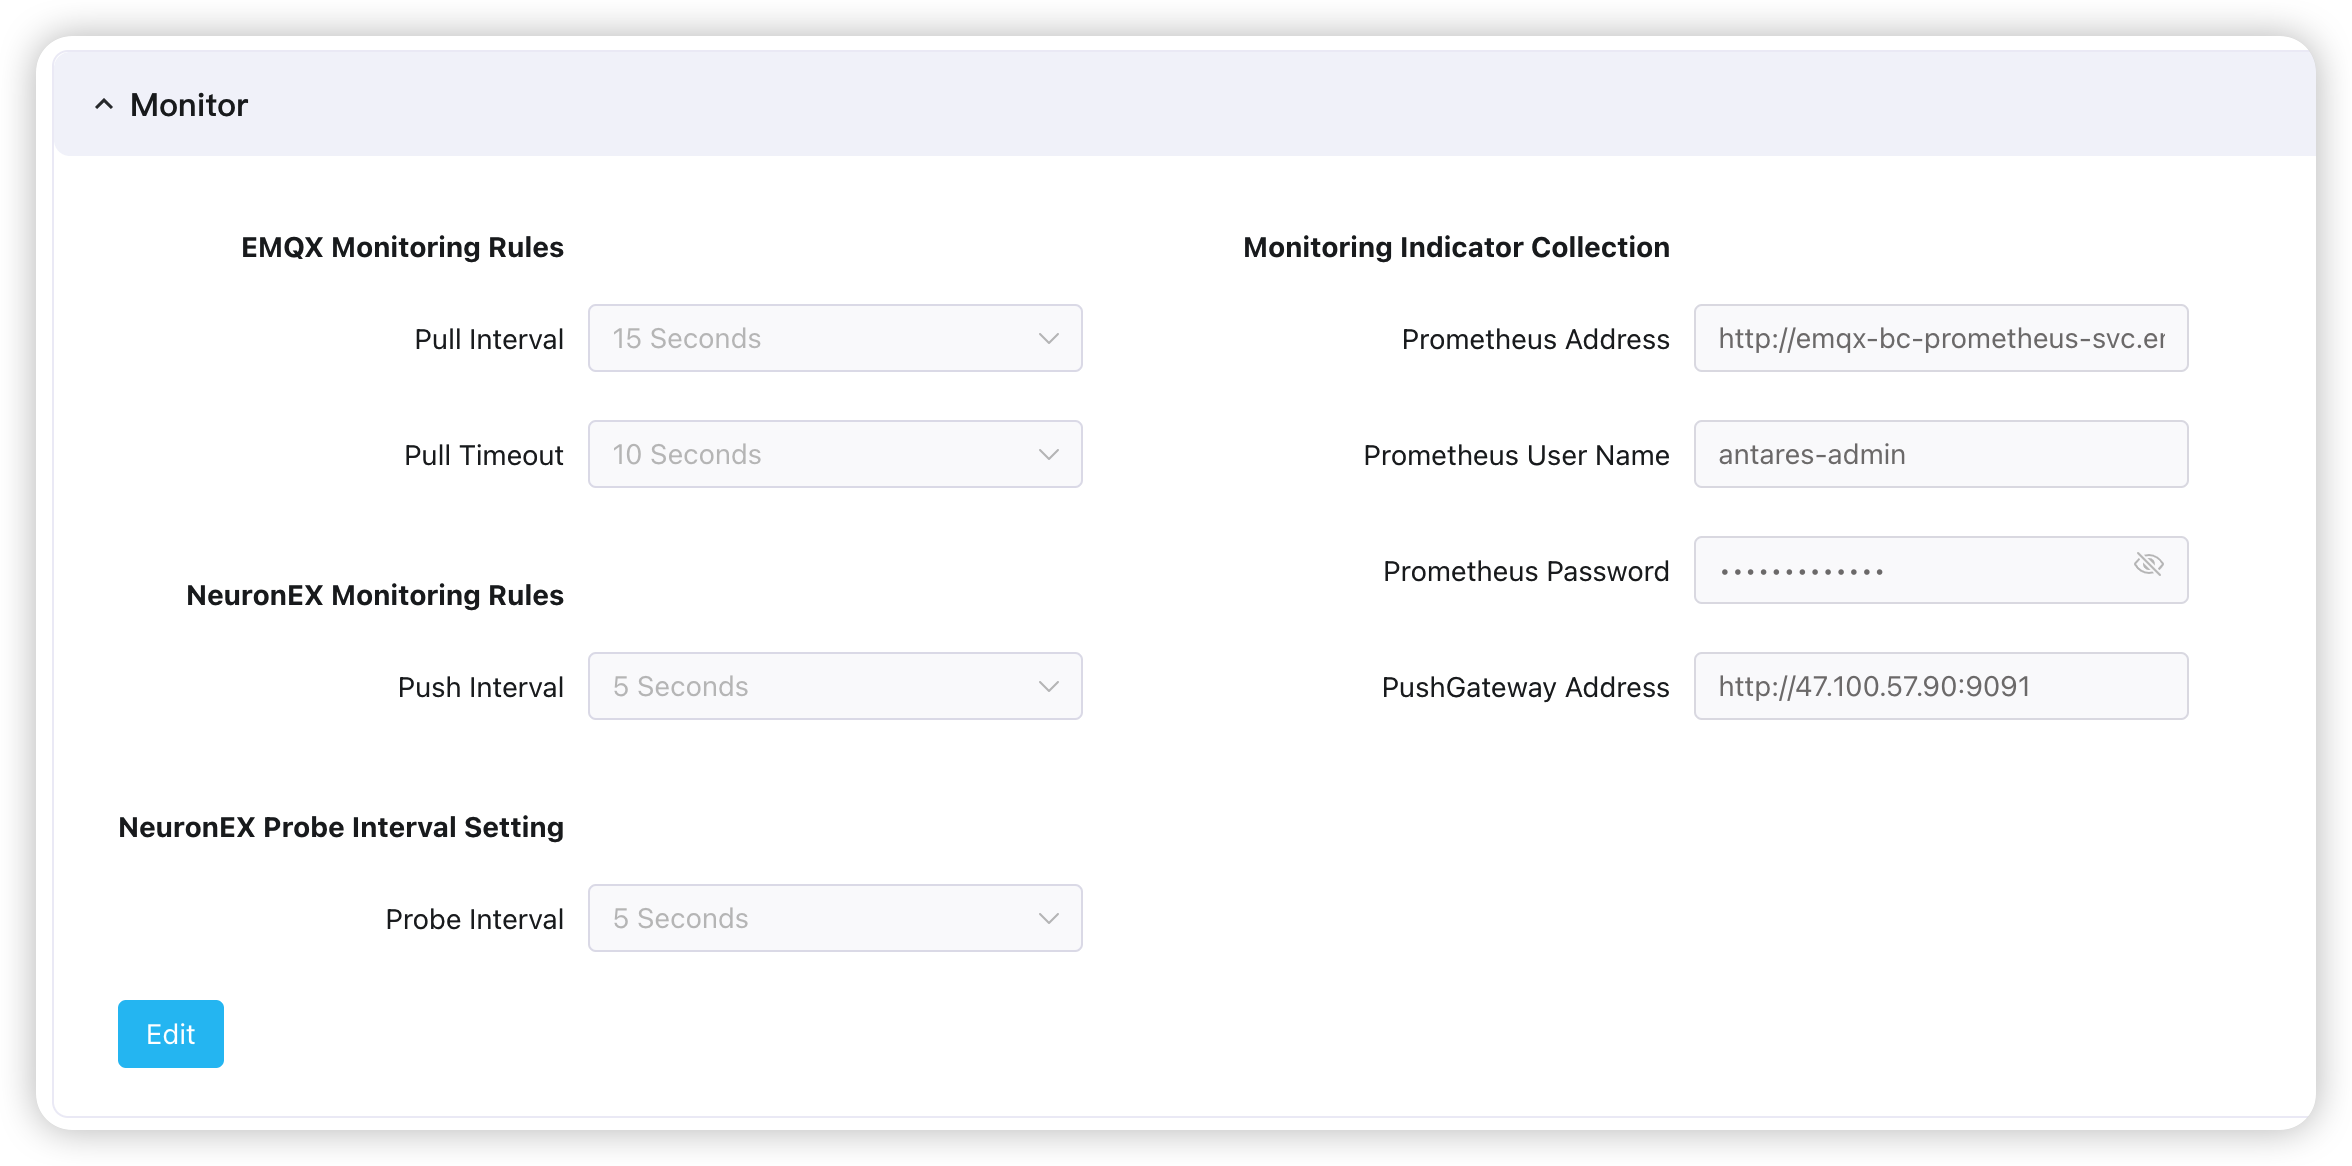 Monitor
EMQX Monitoring Rules
Pull Interval
15 Seconds
Pull Timeout
10 Seconds
NeuronEX Monitoring Rules
Push Interval
5 Seconds
NeuronEX Probe Interval Setting
Probe Interval
5 Seconds
Monitoring Indicator Collection
Prometheus Address
http://emqx-bc-prometheus-svc.er
Prometheus User Name
antares-admin
Prometheus Password
•••••••••••••
PushGateway Address
http://47.100.57.90:9091
Edit